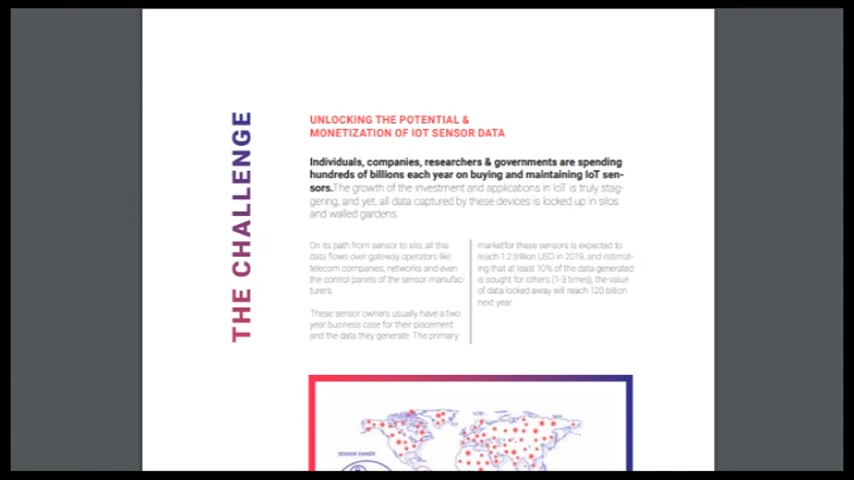 THE CHALLENGE
UNLOCKING THE POTENTIAL &
MONETIZATION OF IOT SENSOR DATA
Individuals, companies, researchers & governments are spending
hundreds of billions each year on buying and maintaining IoT sen-
sors.The growth of the investment and applications in IoT is truly stag-
gering, and yet, all data captured by these devices is locked up in silos
and walled gardens.
On its path from sensor to silo, all this
data flows over gateway operators like
telecom companies, networks and even
the control panels of the sensor manufac-
turers.
These sensor owners usually have a two
year business case for their placement
and the data they generate. The primary
marketfor these sensors is expected to
reach 1.2 trillion USD in 2019, and estimat-
ing that at least 10% of the data generated
is sought for others (1-3 times), the value
of data locked away will reach 120 billion
next year
SENSOR OWNER